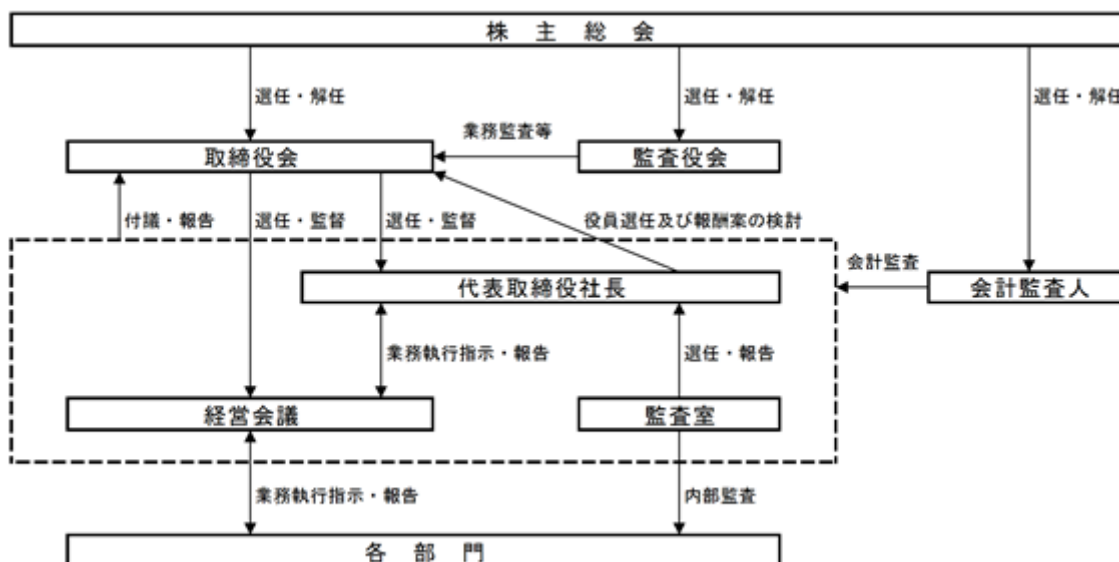 株主総会
選任・解任
選任・解任
選任・解任
業務監査等
取締役会
監査役会
付議・報告
選任・監督
選任・監督
役員選任及び報酬案の検討
会計監査
代表取締役社長
会計監査人
業務執行指示・報告
選任・報告
経営会議
監査室
業務執行指示・報告
内部監査
各部門